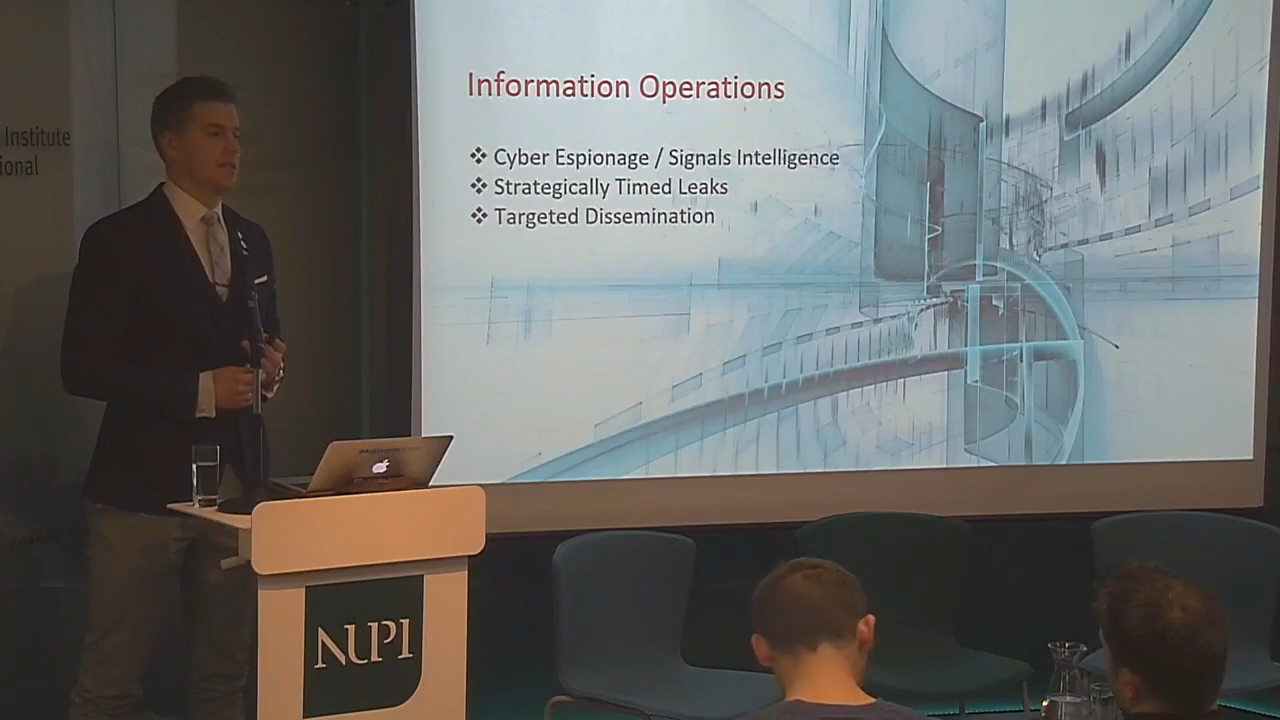 Institute
ional
Information Operations
❖ Cyber Espionage / Signals Intelligence
❖ Strategically Timed Leaks
❖ Targeted Dissemination
NUPI